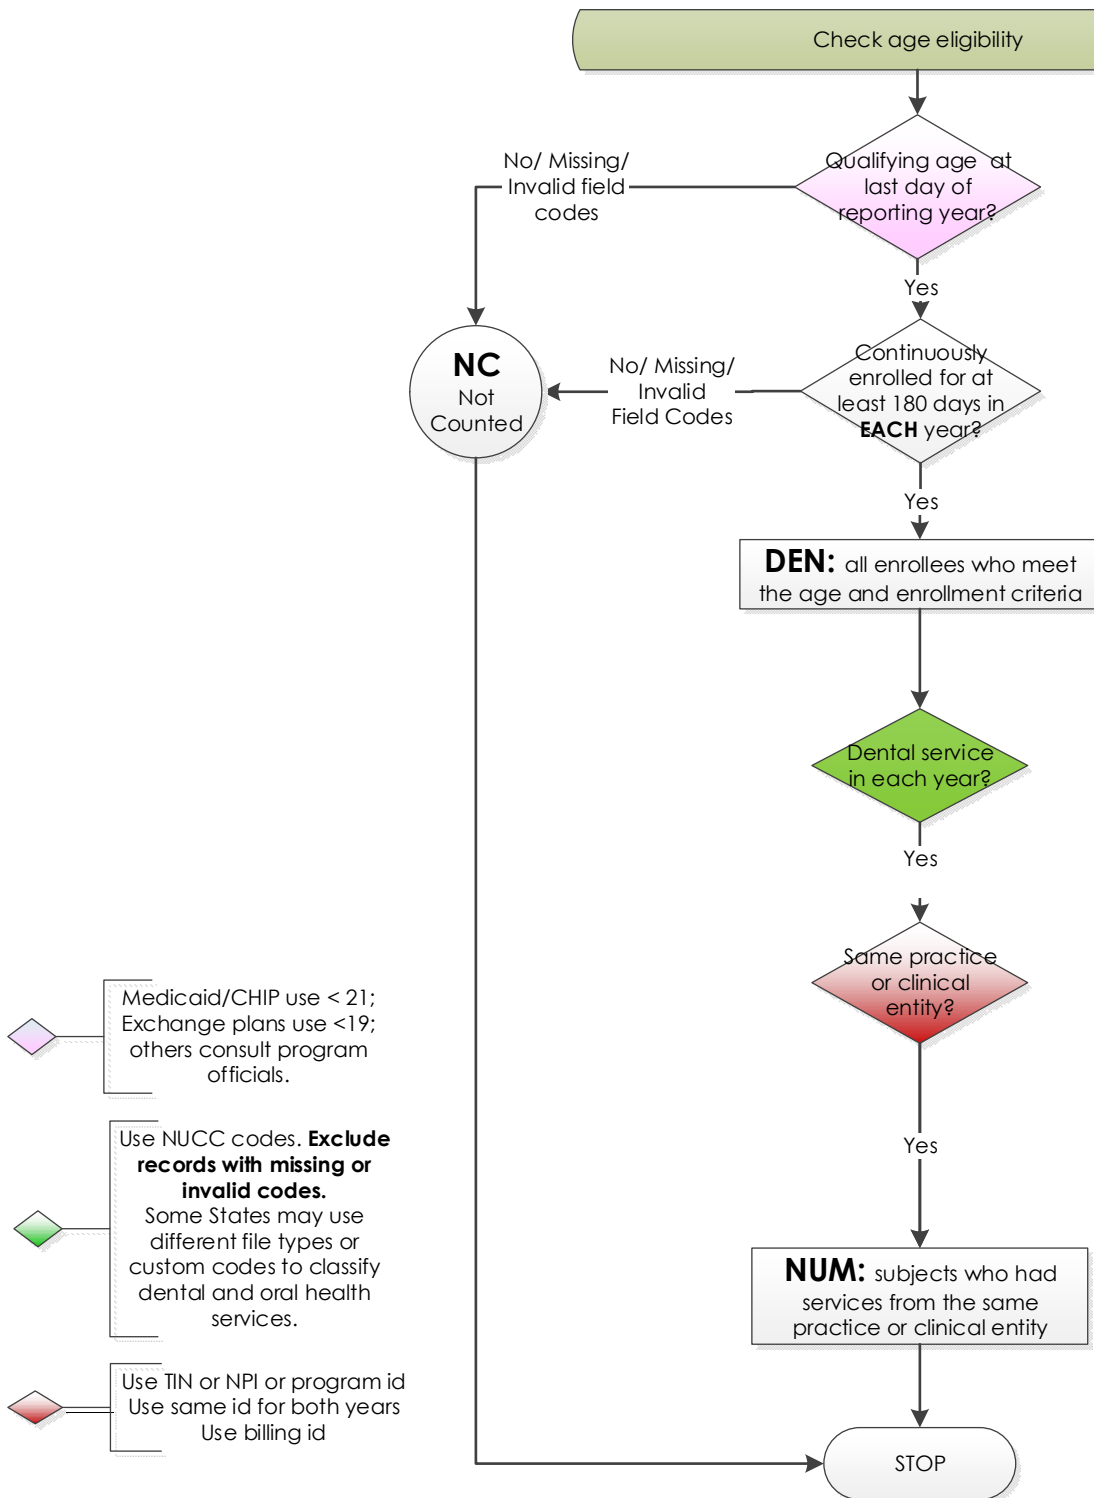 Check age eligibility
Qualifying age at
last day of
reporting year?
No/ Missing/
Invalid field
codes
Yes
Continuously
enrolled for at
least 180 days in
EACH year?
No/ Missing/
Invalid
Field Codes
NC
Not
Counted
Yes
DEN: all enrollees who meet
the age and enrollment criteria
Dental service
in each year?
Yes
Same practice
or clinical
entity?
Yes
NUM: subjects who had
services from the same
practice or clinical entity
STOP
Medicaid/CHIP use < 21;
Exchange plans use <19;
others consult program
officials.
Use NUCC codes. Exclude
records with missing or
invalid codes.
Some States may use
different file types or
custom codes to classify
dental and oral health
services.
Use TIN or NPI or program id
Use same id for both years
Use billing id